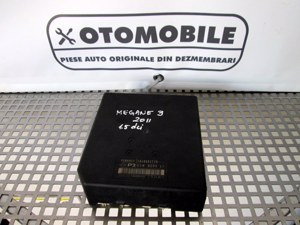 OTOMOBILE
PIESE AUTO ORIGINALE DIN DEZMEMBRARI
MEGANE 3
2011
1.5 dci